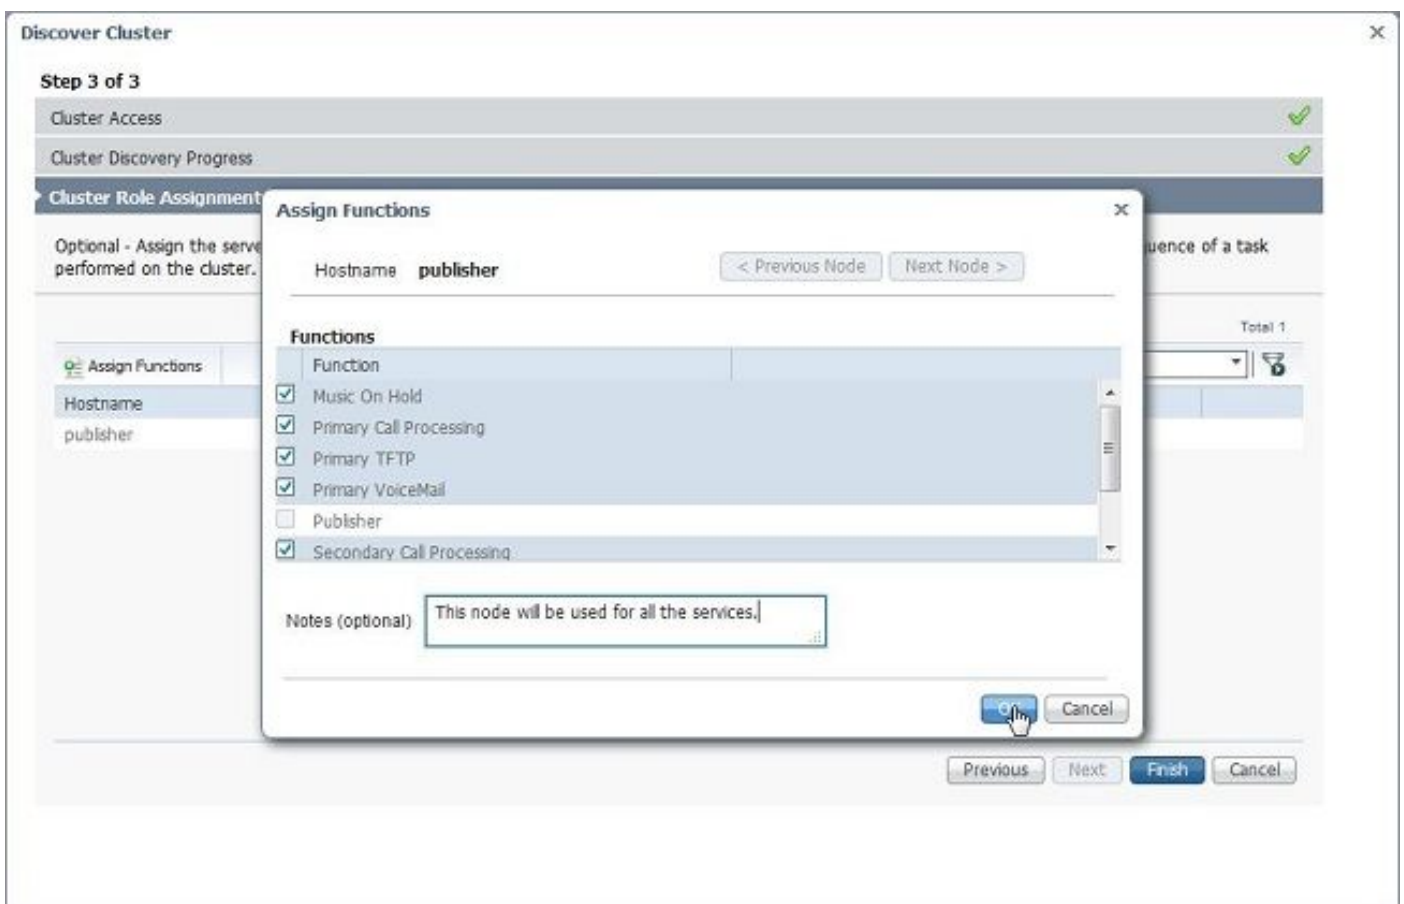 Discover Cluster
Step 3 of 3
Cluster Access
Cluster Discovery Progress
Cluster Role Assignment
Optional - Assign the
performed on the cluster.
of a task
Total 1
Assign Functions
Hostname
publisher
Assign Functions
Hostname publisher
< Previous Node Next Node >
Functions
Function
Music On Hold
Primary Call Processing
Primary TFTP
Primary VoiceMail
Publisher
Secondary Call Processing
Notes (optional) This node will be used for all the services.
Cancel
Previous Next Finish Cancel